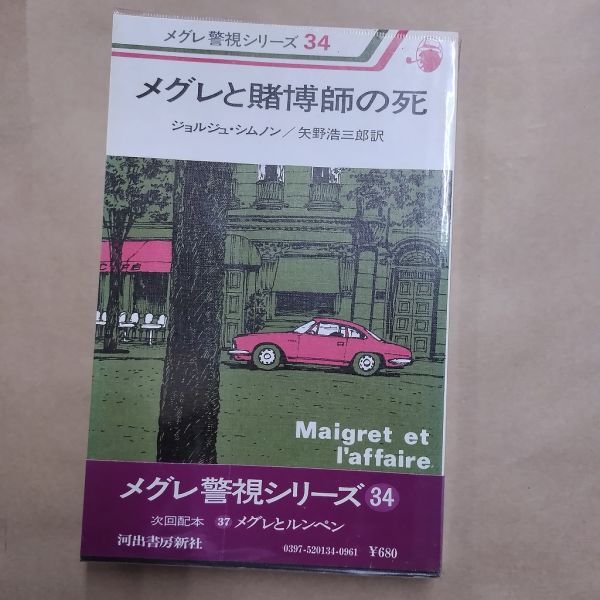 メグレ警視シリーズ 34
メグレと賭博師の死
ジョルジュ・シムノン/矢野浩三郎訳
Maigret et
l'affaire
メグレ警視シリーズ 34
次回配本 37 メグレとルンペン
河出書房新社 0397-520134-0961 ¥680